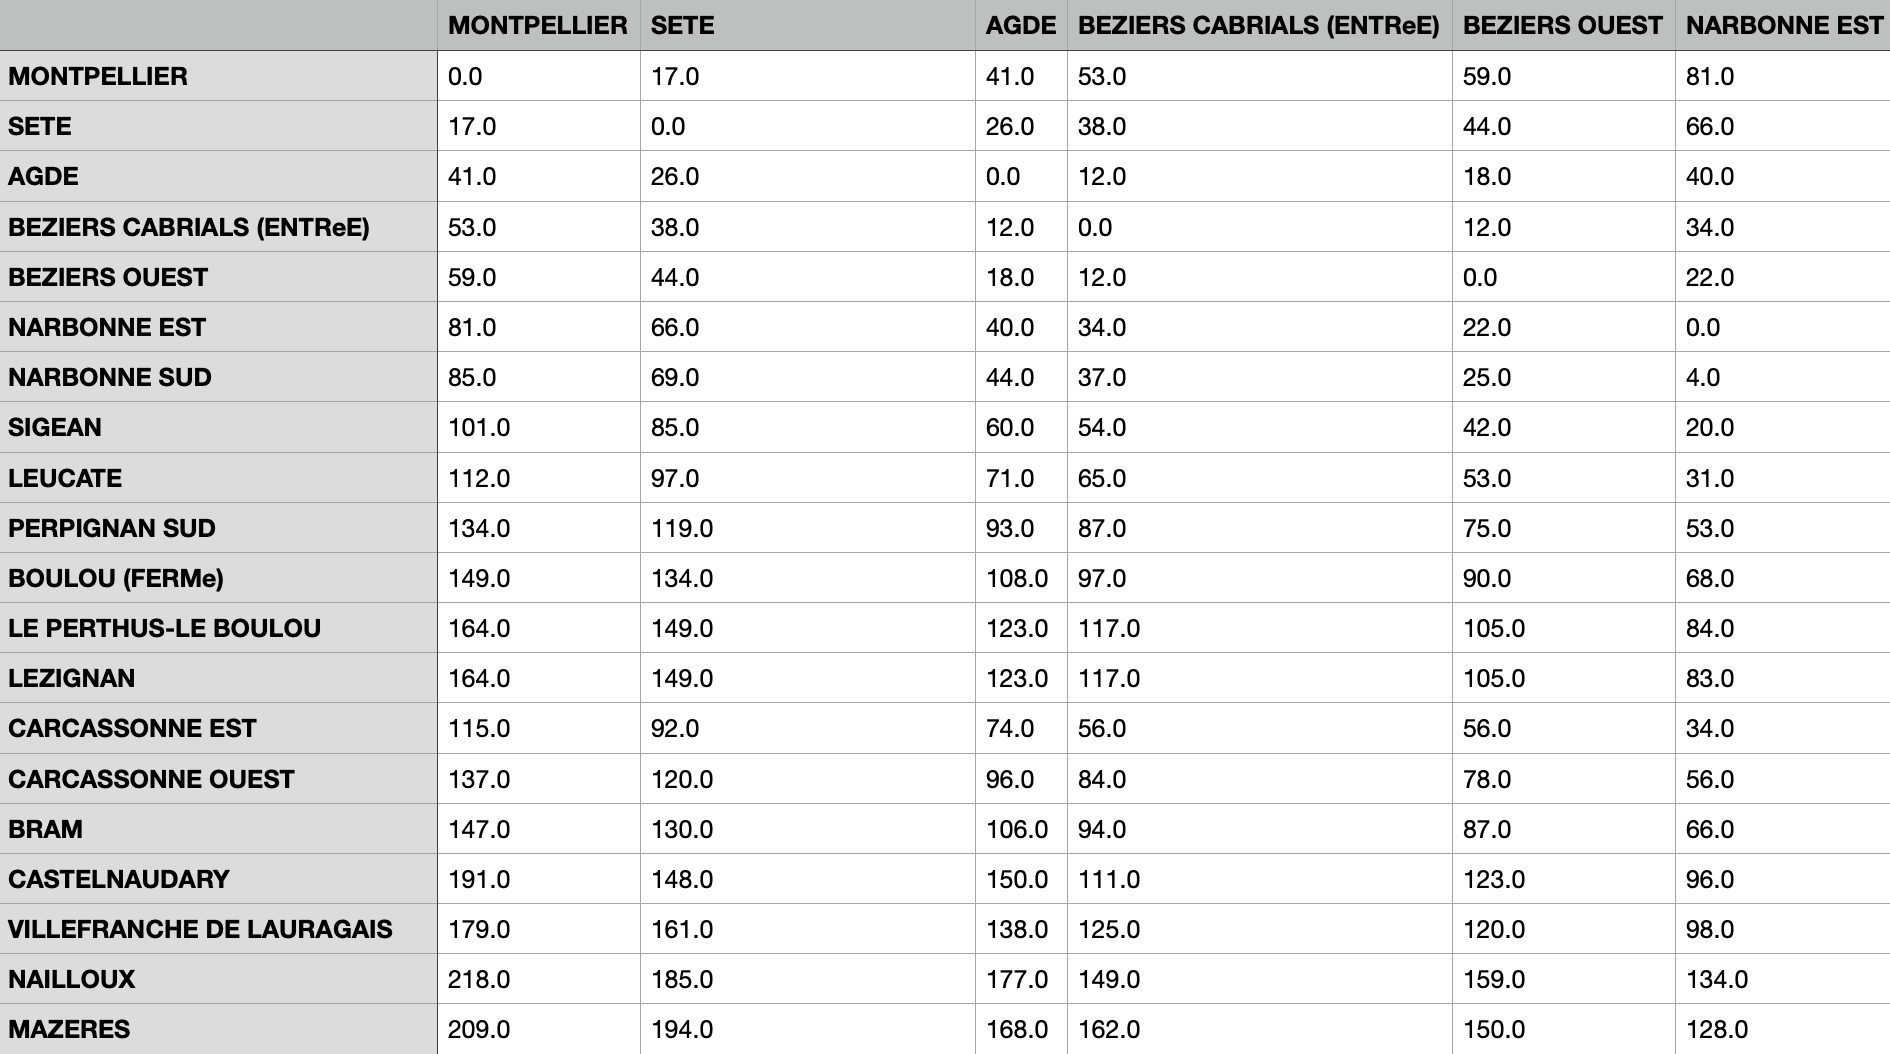 MONTPELLIER SETE AGDE BEZIERS CABRIALS (ENTReE) BEZIERS OUEST NARBONNE EST
MONTPELLIER 0.0 17.0 41.0 53.0 59.0 81.0
SETE 17.0 0.0 26.0 38.0 44.0 66.0
AGDE 41.0 26.0 0.0 12.0 18.0 40.0
BEZIERS CABRIALS (ENTReE) 53.0 38.0 12.0 0.0 12.0 34.0
BEZIERS OUEST 59.0 44.0 18.0 12.0 0.0 22.0
NARBONNE EST 81.0 66.0 40.0 34.0 22.0 0.0
NARBONNE SUD 85.0 69.0 44.0 37.0 25.0 4.0
SIGEAN 101.0 85.0 60.0 54.0 42.0 20.0
LEUCATE 112.0 97.0 71.0 65.0 53.0 31.0
PERPIGNAN SUD 134.0 119.0 93.0 87.0 75.0 53.0
BOULOU (FERMe) 149.0 134.0 108.0 97.0 90.0 68.0
LE PERTHUS-LE BOULOU 164.0 149.0 123.0 117.0 105.0 84.0
LEZIGNAN 164.0 149.0 123.0 117.0 105.0 83.0
CARCASSONNE EST 115.0 92.0 74.0 56.0 56.0 34.0
CARCASSONNE OUEST 137.0 120.0 96.0 84.0 78.0 56.0
BRAM 147.0 130.0 106.0 94.0 87.0 66.0
CASTELNAUDARY 191.0 148.0 150.0 111.0 123.0 96.0
VILLEFRANCHE DE LAURAGAIS 179.0 161.0 138.0 125.0 120.0 98.0
NAILLOUX 218.0 185.0 177.0 149.0 159.0 134.0
MAZERES 209.0 194.0 168.0 162.0 150.0 128.0